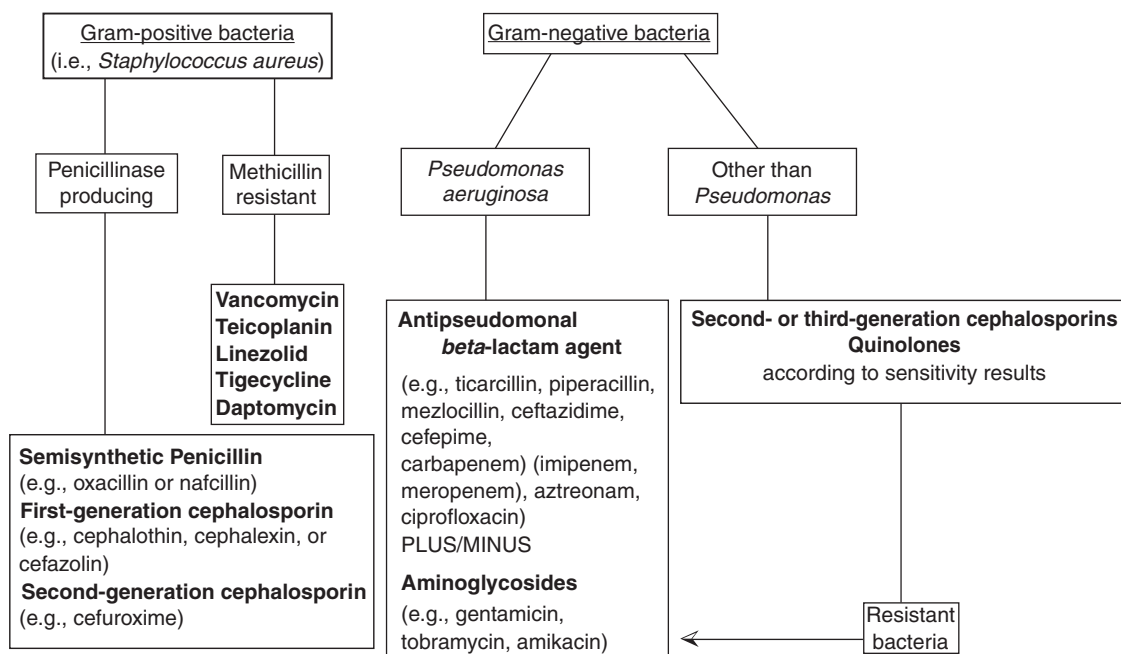 Gram-positive bacteria
(i.e., Staphylococcus aureus)
Gram-negative bacteria
Penicillinase
producing
Methicillin
resistant
Pseudomonas
aeruginosa
Other than
Pseudomonas
Vancomycin
Teicoplanin
Linezolid
Tigecycline
Daptomycin
Semisynthetic Penicillin
(e.g., oxacillin or nafcillin)
First-generation cephalosporin
(e.g., cephalothin, cephalexin, or
cefazolin)
Second-generation cephalosporin
(e.g., cefuroxime)
Antipseudomonal
beta-lactam agent
(e.g., ticarcillin, piperacillin,
mezlocillin, ceftazidime,
cefepime,
carbapenem) (imipenem,
meropenem), aztreonam,
ciprofloxacin)
PLUS/MINUS
Aminoglycosides
(e.g., gentamicin,
tobramycin, amikacin)
Second- or third-generation cephalosporins
Quinolones
according to sensitivity results
Resistant
bacteria